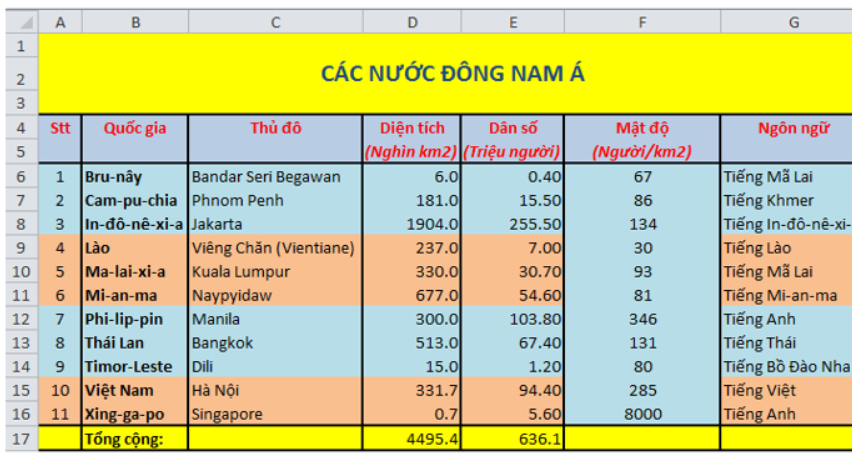 A B C D E F G
1
2 CÁC NƯỚC ĐÔNG NAM Á
3
4 Stt Quốc gia Thủ đô Diện tích Dân số Mật độ Ngôn ngữ
5 (Nghìn km2) (Triệu người) (Người/km2)
6 1 Bru-nây Bandar Seri Begawan 6.0 0.40 67 Tiếng Mã Lai
7 2 Cam-pu-chia Phnom Penh 181.0 15.50 86 Tiếng Khmer
8 3 In-đô-nê-xi-a Jakarta 1904.0 255.50 134 Tiếng In-đô-nê-xi-
9 4 Lào Viêng Chăn (Vientiane) 237.0 7.00 30 Tiếng Lào
10 5 Ma-lai-xi-a Kuala Lumpur 330.0 30.70 93 Tiếng Mã Lai
11 6 Mi-an-ma Naypyidaw 677.0 54.60 81 Tiếng Mi-an-ma
12 7 Phi-lip-pin Manila 300.0 103.80 346 Tiếng Anh
13 8 Thái Lan Bangkok 513.0 67.40 131 Tiếng Thái
14 9 Timor-Leste Dili 15.0 1.20 80 Tiếng Bồ Đào Nha
15 10 Việt Nam Hà Nội 331.7 94.40 285 Tiếng Việt
16 11 Xing-ga-po Singapore 0.7 5.60 8000 Tiếng Anh
17 Tổng cộng: 4495.4 636.1